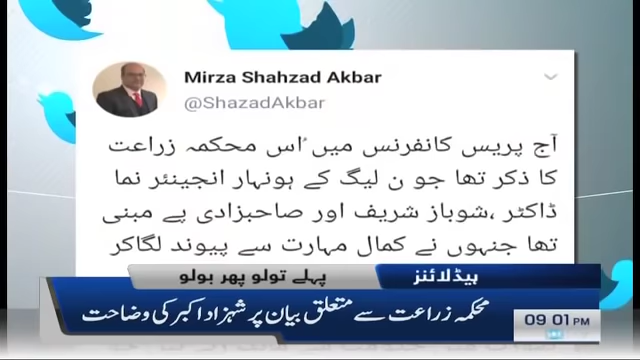 Mirza Shahzad Akbar
@ShazadAkbar
آج پریس کانفرنس میں ُاس محکمہ زراعت
کا ذکر تھا جو ن لیگ کے ہونہار انجینئر نما
ڈاکٹر ،شوباز شریف اور صاحبزادی پے مبنی
تھا جنہوں نے کمال مہارت سے پیوند لگاکر
ہیڈلائنز
پہلے تولو پھر بولو
محکمہ زراعت سے متعلق بیان پر شہزاد اکبر کی وضاحت
09 01 PM